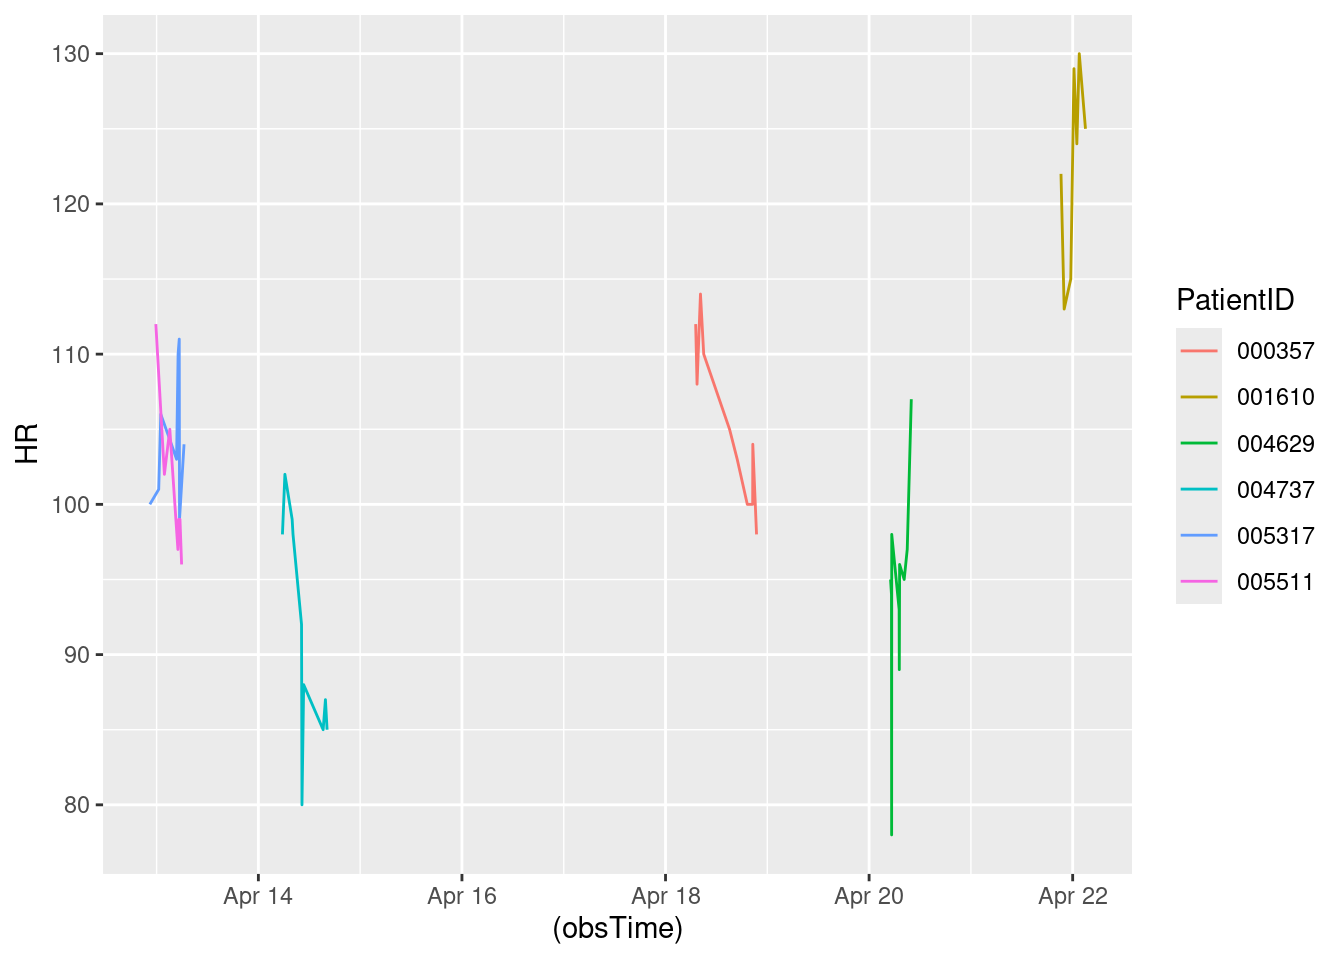 130
120
110
100
90
80
HR
Apr 14
Apr 16
Apr 18
Apr 20
Apr 22
(obsTime)
PatientID
000357
001610
004629
004737
005317
005511